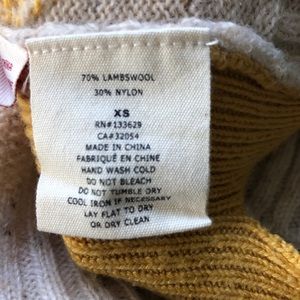 70% LAMBSWOOL
30% NYLON
XS
RN#133629
CA#32054
MADE IN CHINA
FABRIQUÉ EN CHINE
HAND WASH COLD
DO NOT BLEACH
DO NOT TUMBLE DRY
COOL IRON IF NECESSARY
LAY FLAT TO DRY
OR DRY CLEAN